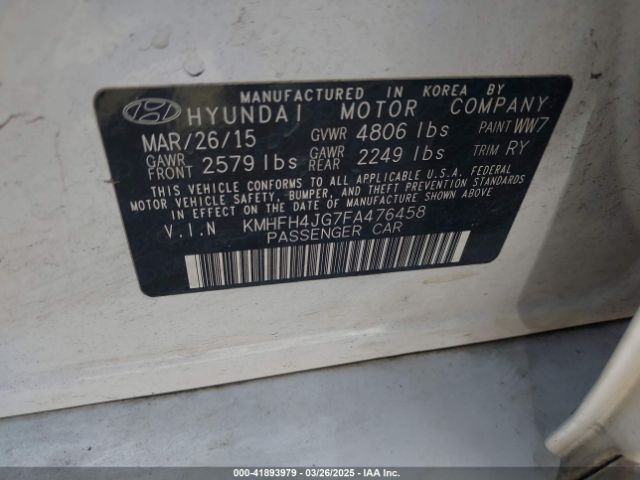 MANUFACTURED IN KOREA BY
HYUNDAI MOTOR COMPANY
MAR/26/15 GVWR 4806 lbs PAINT WW7
GAWR FRONT 2579 lbs GAWR REAR 2249 lbs TRIM RY
THIS VEHICLE CONFORMS TO ALL APPLICABLE U.S.A. FEDERAL
MOTOR VEHICLE SAFETY, BUMPER, AND THEFT PREVENTION STANDARDS
IN EFFECT ON THE DATE OF MANUFACTURE SHOWN ABOVE
V.I.N KMHFH4JG7FA476458
PASSENGER CAR
000-41893979 | 03/26/2025 | IAA Inc.